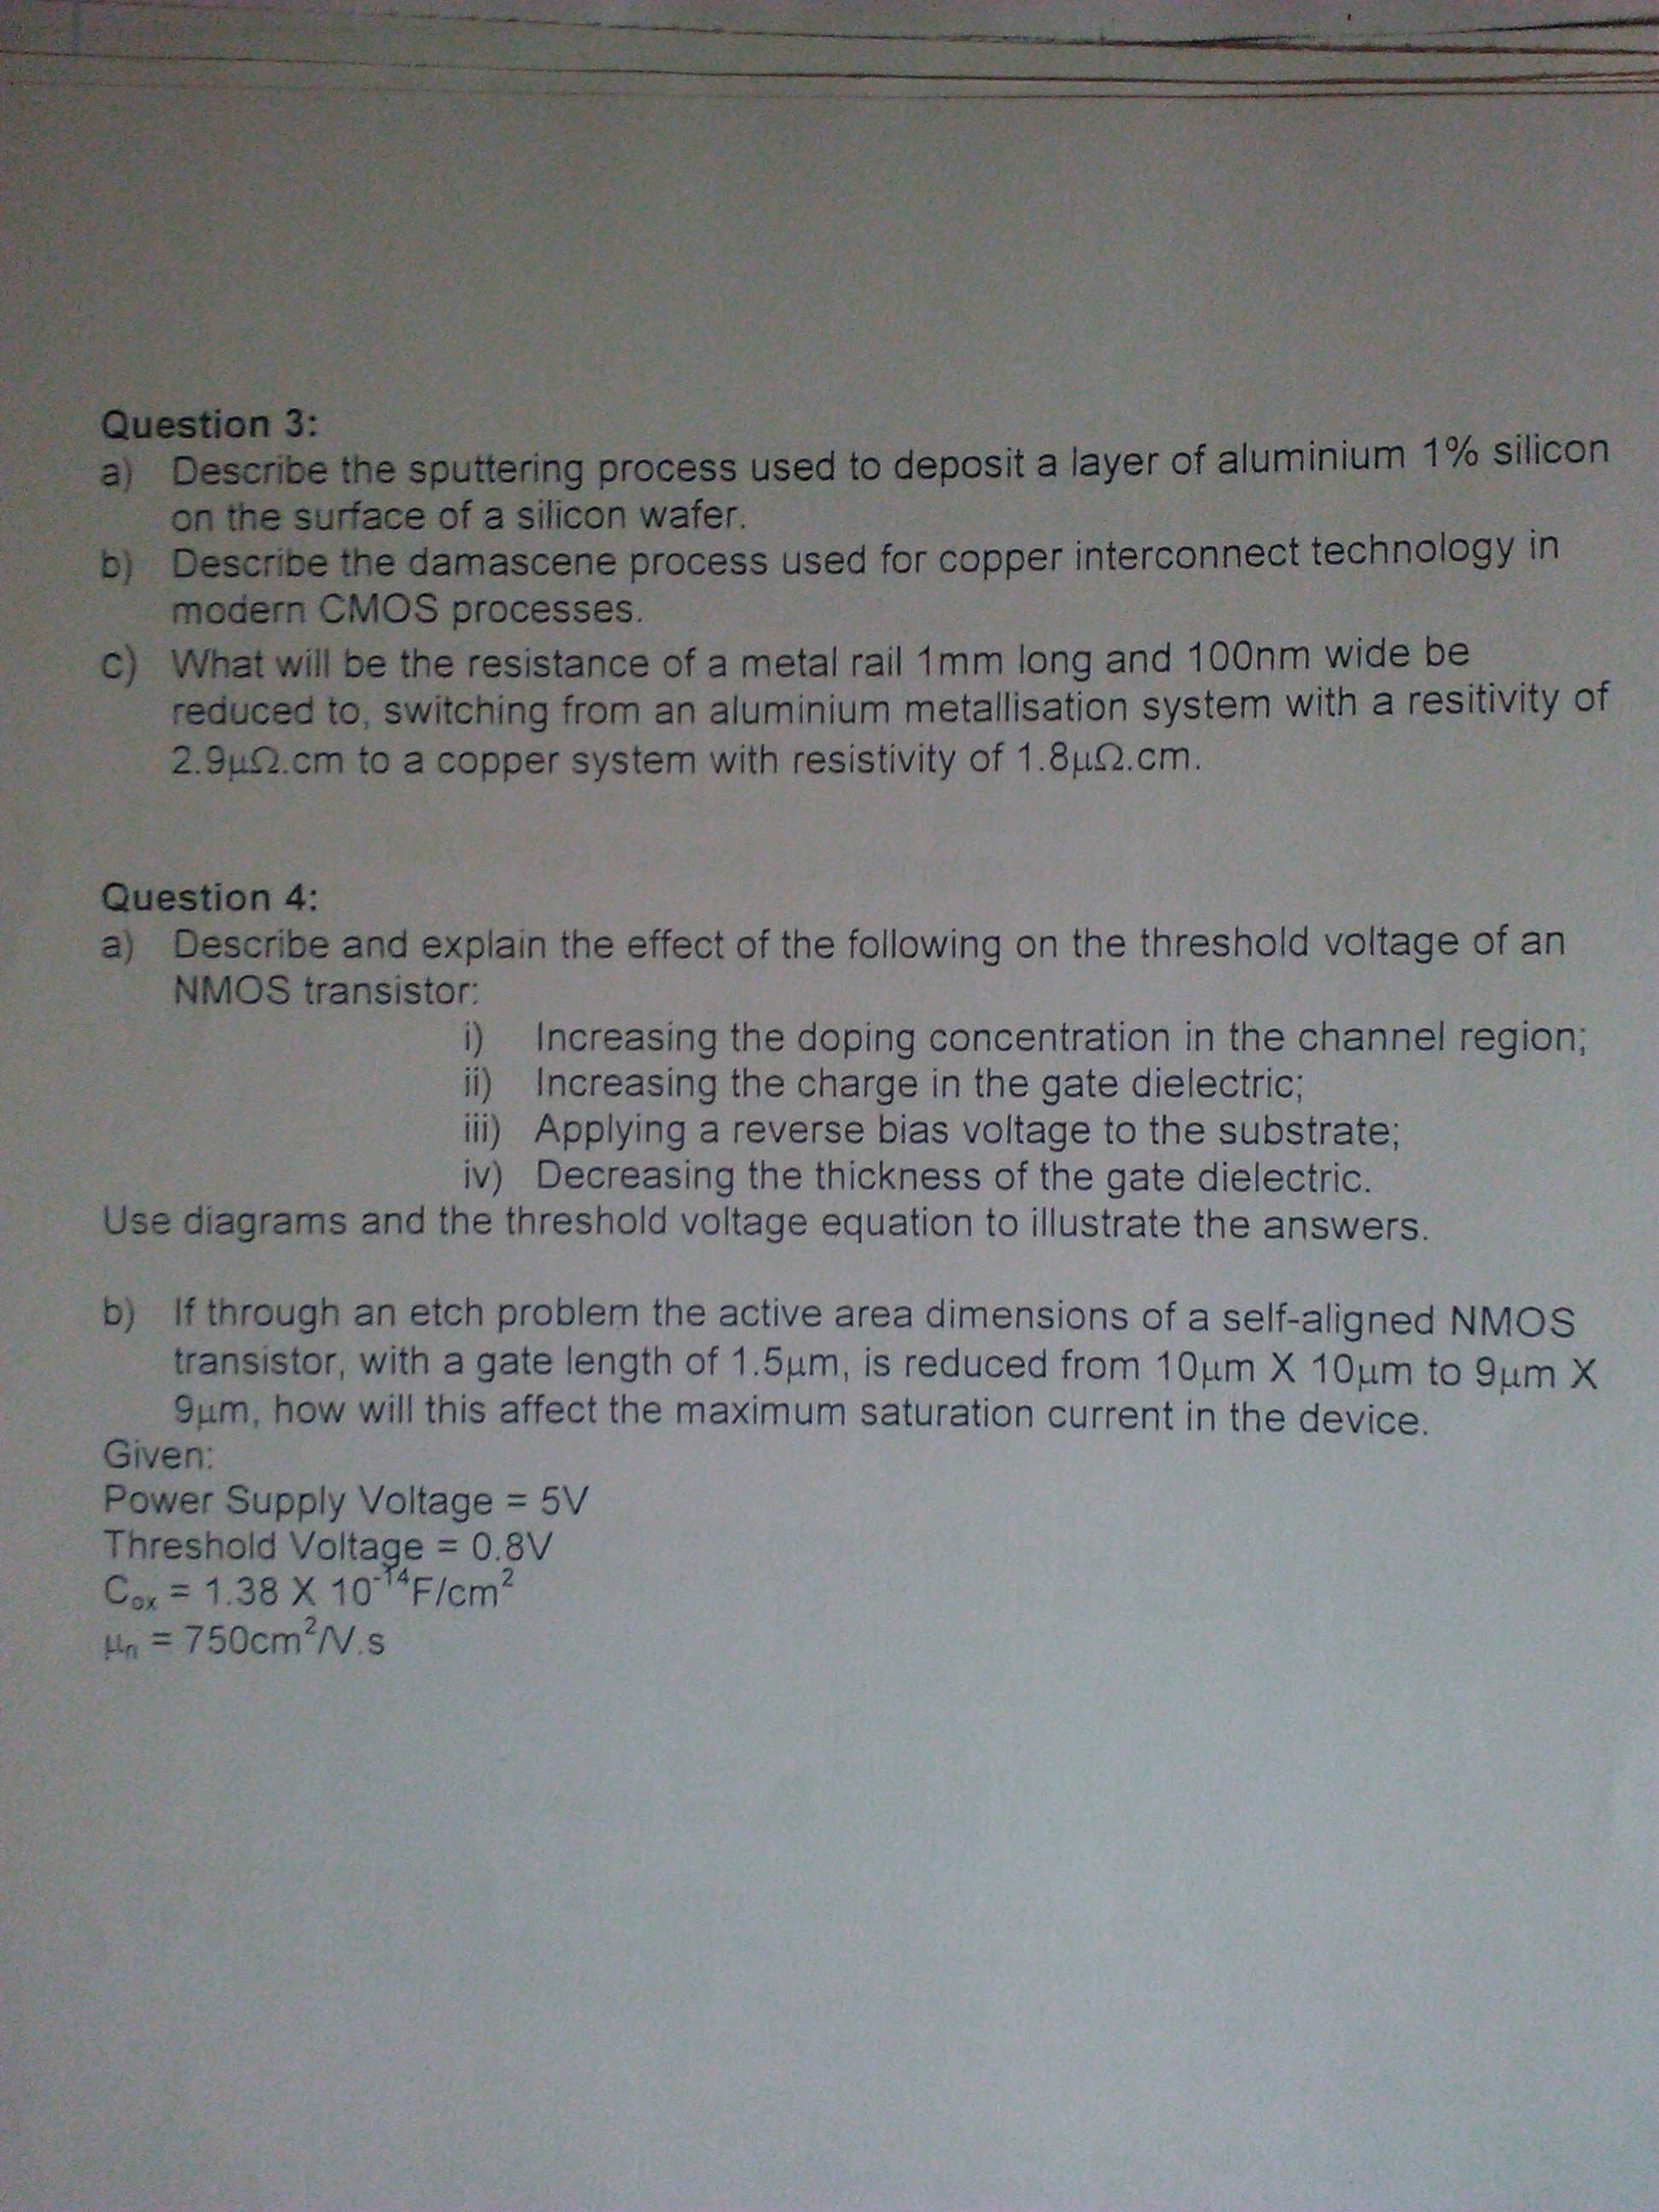 Question 3:
a) Describe the sputtering process used to deposit a layer of aluminium 1% silicon
on the surface of a silicon wafer.
b) Describe the damascene process used for copper interconnect technology in
modern CMOS processes.
c) What will be the resistance of a metal rail 1mm long and 100nm wide be
reduced to, switching from an aluminium metallisation system with a resitivity of
2.9µΩ.cm to a copper system with resistivity of 1.8µΩ.cm.
Question 4:
a) Describe and explain the effect of the following on the threshold voltage of an
NMOS transistor:
i) Increasing the doping concentration in the channel region;
ii) Increasing the charge in the gate dielectric;
iii) Applying a reverse bias voltage to the substrate;
iv) Decreasing the thickness of the gate dielectric.
Use diagrams and the threshold voltage equation to illustrate the answers.
b) If through an etch problem the active area dimensions of a self-aligned NMOS
transistor, with a gate length of 1.5µm, is reduced from 10µm X 10µm to 9µm X
9µm, how will this affect the maximum saturation current in the device.
Given:
Power Supply Voltage = 5V
Threshold Voltage = 0.8V
Cₒₓ = 1.38 X 10⁻¹⁴F/cm²
µₙ = 750cm²/V.s